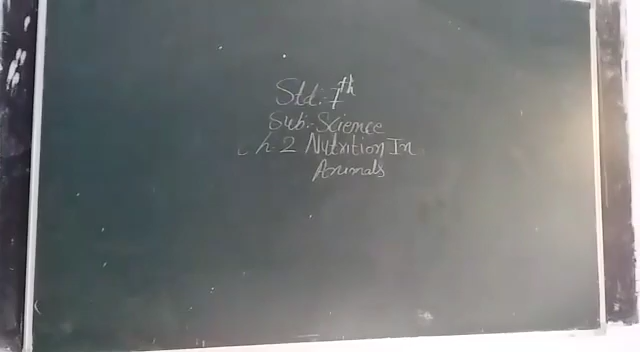 Std:- 7th
Sub:- Science
Ch: 2 Nutrition In
Animals